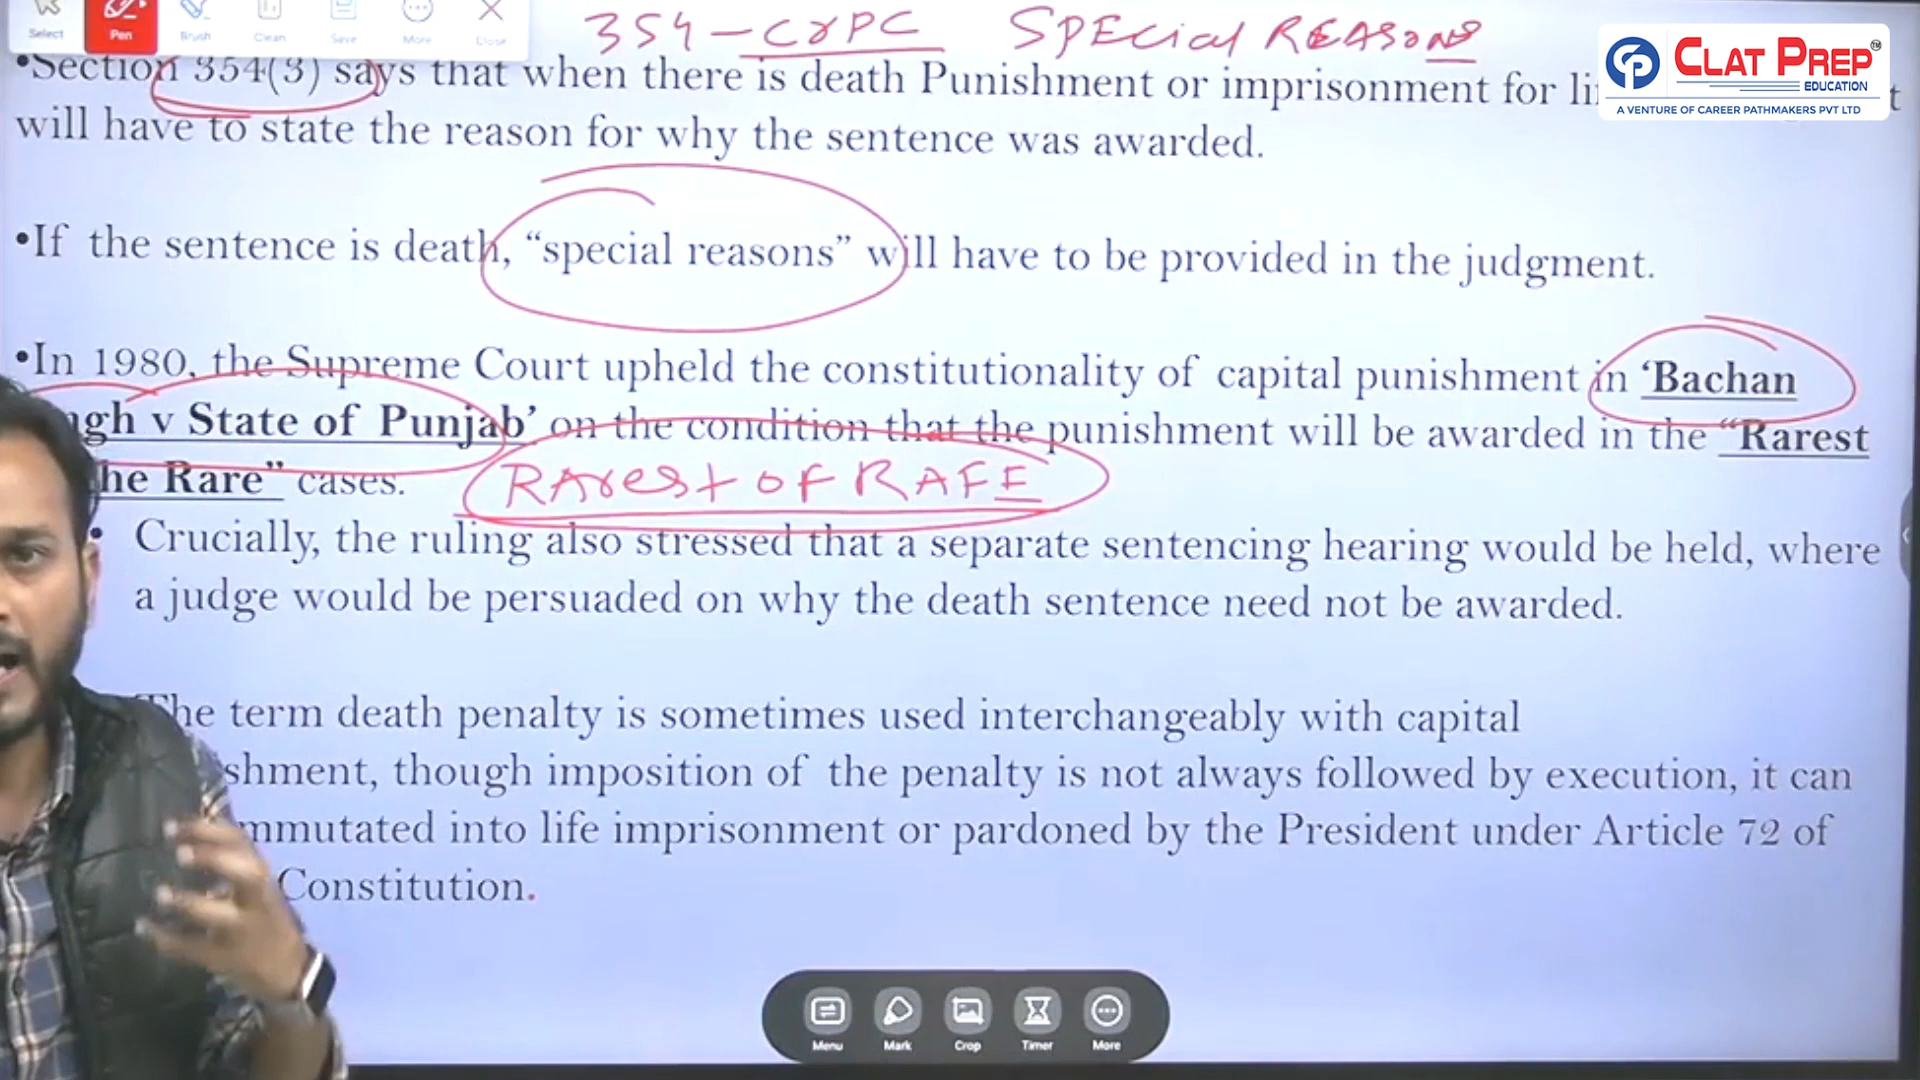 354 - CrPC SPECial REASoNS
Select Pen Brush Clean Save More Close
CLAT PREP TM
EDUCATION
A VENTURE OF CAREER PATHMAKERS PVT LTD
•Section 354(3) says that when there is death Punishment or imprisonment for li t
will have to state the reason for why the sentence was awarded.
•If the sentence is death, “special reasons” will have to be provided in the judgment.
•In 1980, the Supreme Court upheld the constitutionality of capital punishment in ‘Bachan
ngh v State of Punjab’ on the condition that the punishment will be awarded in the “Rarest
he Rare” cases.
RArest OF RAFE
• Crucially, the ruling also stressed that a separate sentencing hearing would be held, where
a judge would be persuaded on why the death sentence need not be awarded.
The term death penalty is sometimes used interchangeably with capital
shment, though imposition of the penalty is not always followed by execution, it can
mmutated into life imprisonment or pardoned by the President under Article 72 of
Constitution.
Menu Mark Crop Timer More